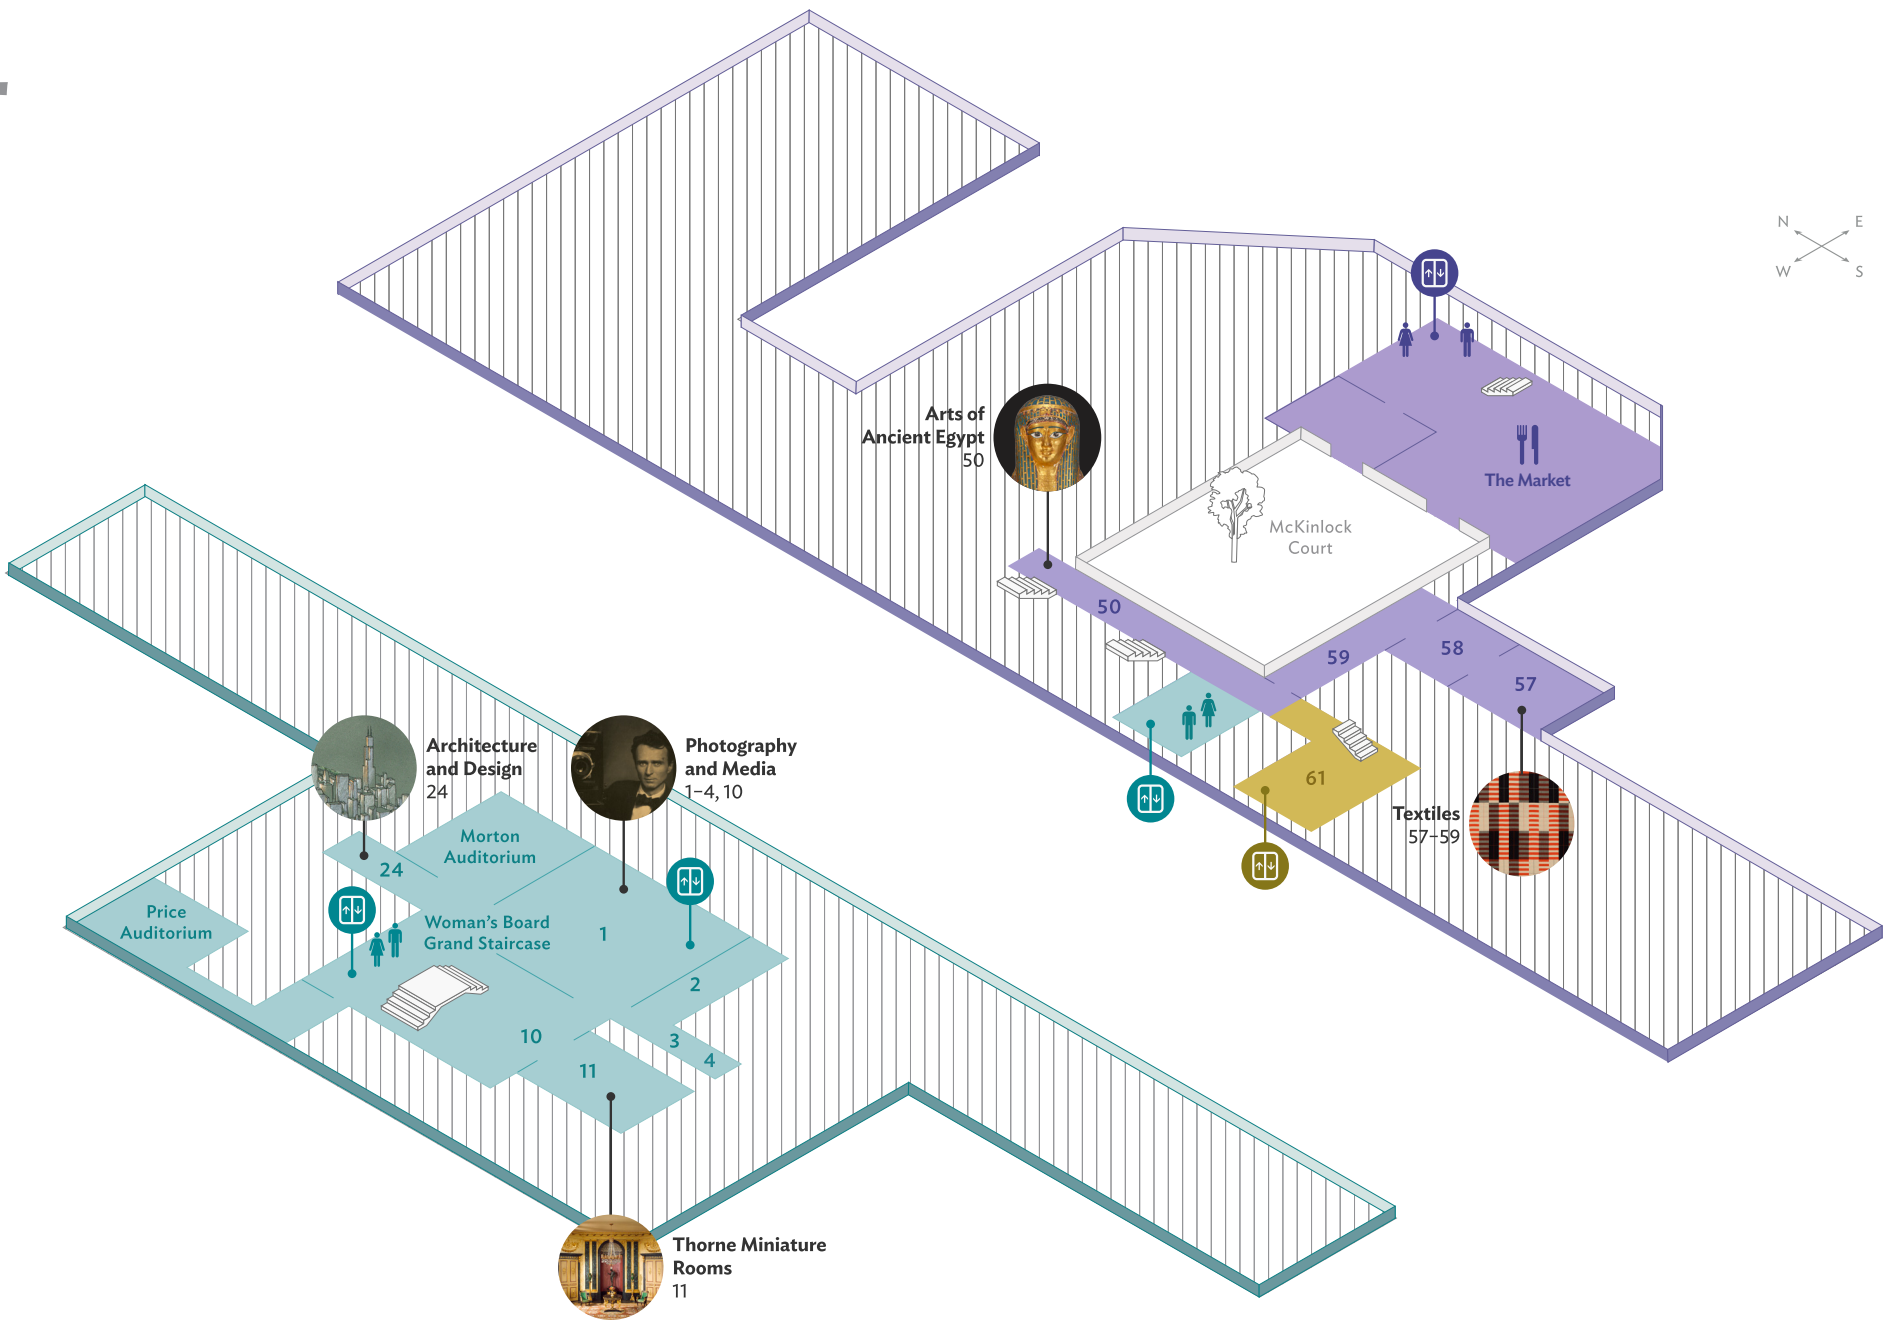 N
E
W
S
Arts of
Ancient Egypt
50
The Market
McKinlock
Court
50
59
58
57
61
Textiles
57–59
Architecture
and Design
24
Photography
and Media
1–4, 10
Morton
Auditorium
24
Price
Auditorium
Woman's Board
Grand Staircase
1
2
3
4
10
11
Thorne Miniature
Rooms
11